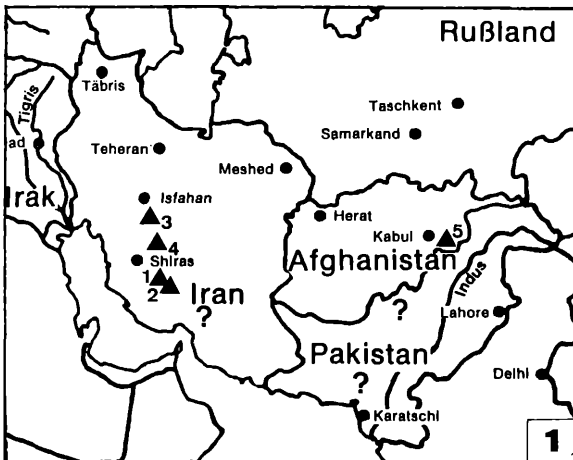 Rußland
Täbris
Tigris
Taschkent
Samarkand
ad
Teheran
Meshed
Irak
Isfahan
3
Herat
4
Kabul
5
Shiras
Afghanistan
1
2
Iran
Indus
?
?
Lahore
Pakistan
?
Delhi
Karatschi
1